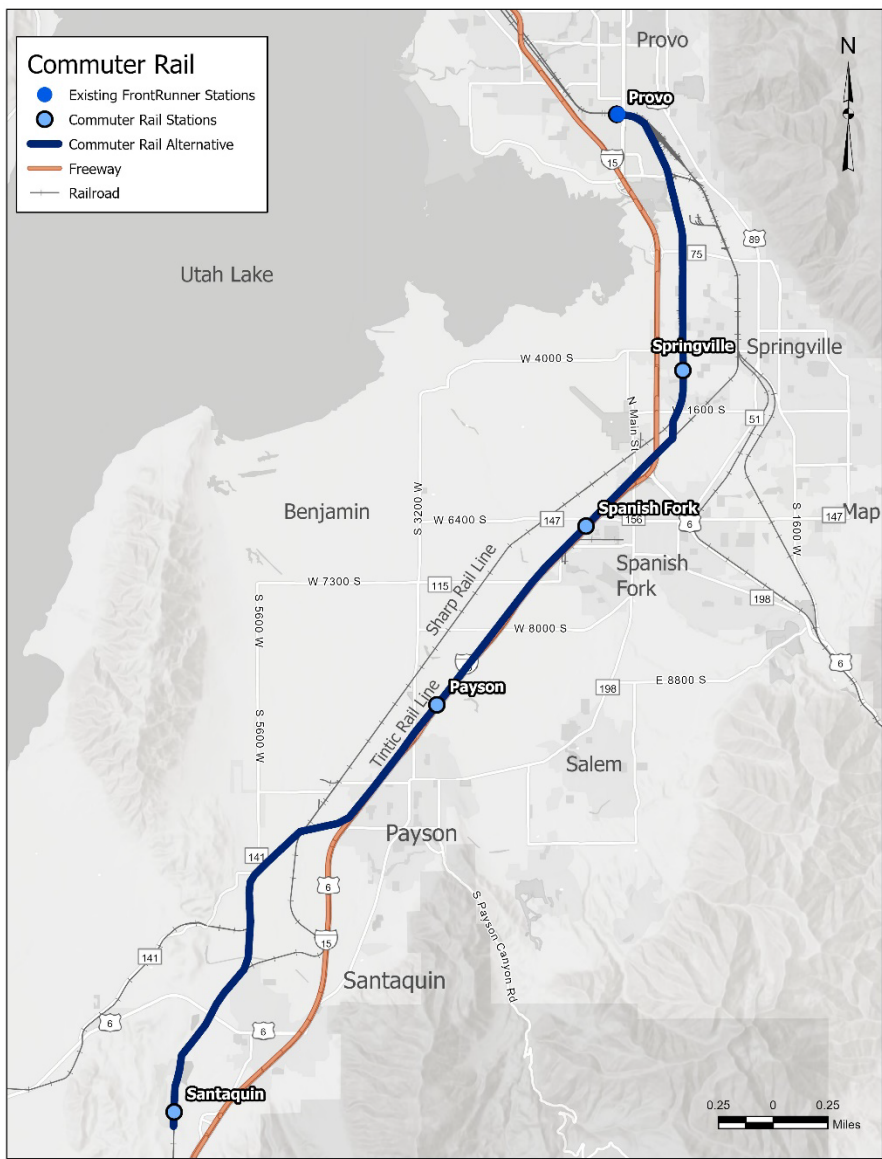 Commuter Rail
Existing FrontRunner Stations
Commuter Rail Stations
Commuter Rail Alternative
Freeway
Railroad
Provo
N
Provo
15
89
75
Utah Lake
Springville
Springville
W 4000 S
N Main St
1600 S
51
S 3200 W
Spanish Fork
Benjamin
W 6400 S
147
156
6
S 1600 W
147
Map
Spanish
Fork
W 7300 S
115
Sharp Rail Line
198
S 5600 W
W 8000 S
6
Payson
E 8800 S
198
Tintic Rail Line
S 5600 W
Salem
Payson
141
6
S Payson Canyon Rd
15
141
Santaquin
6
6
Santaquin
0.25
0
0.25
Miles